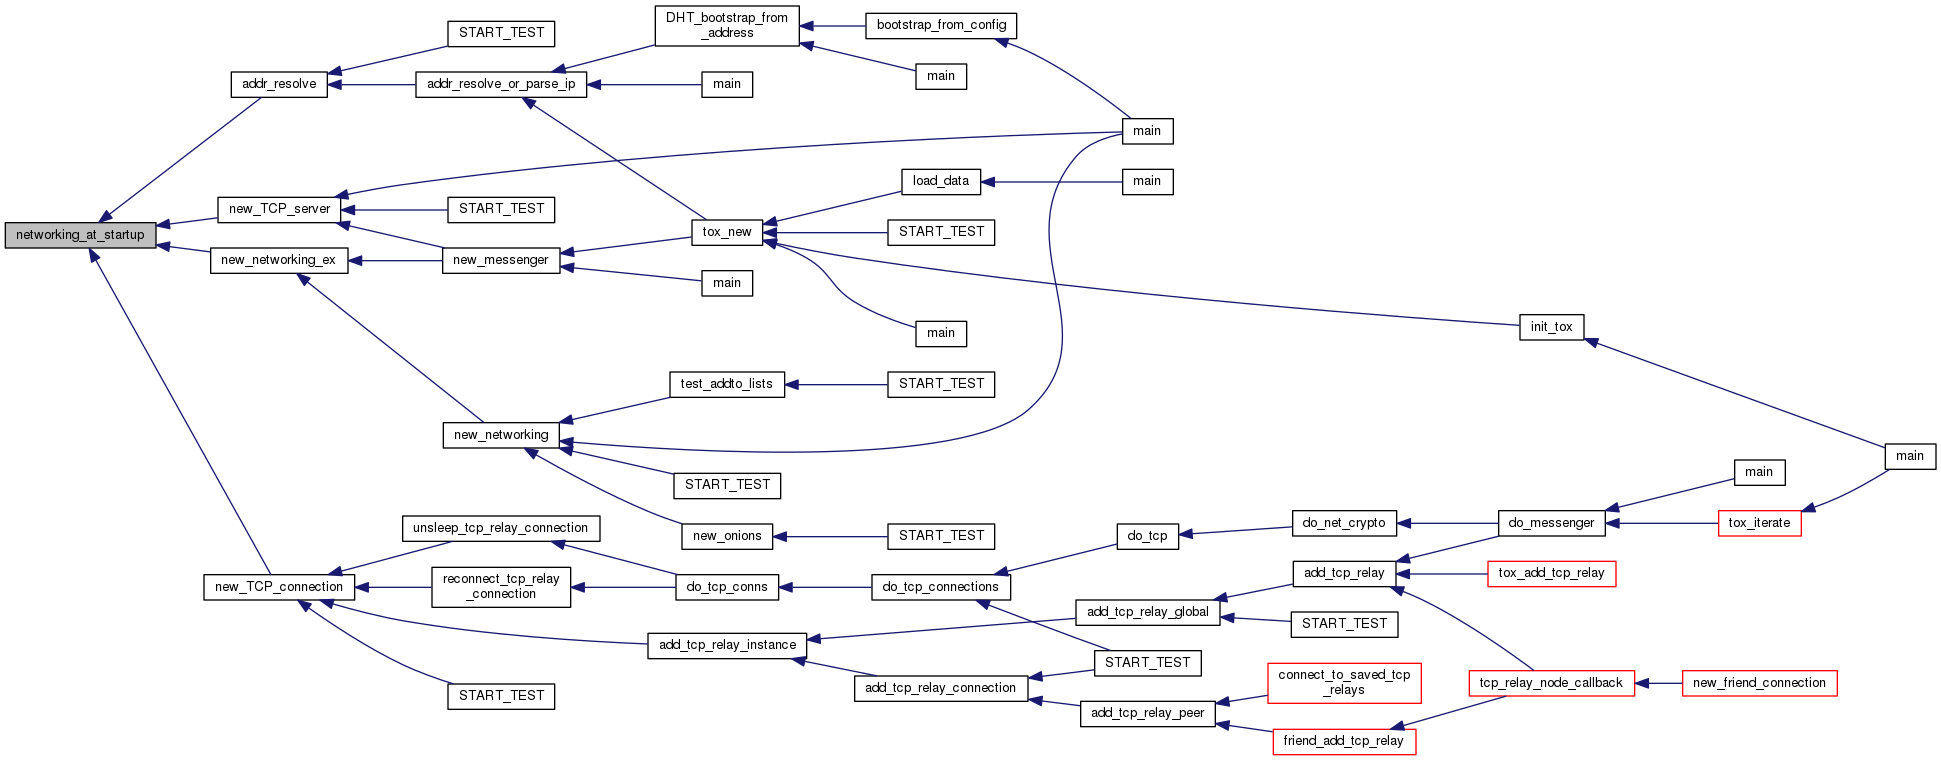 networking_at_startup
addr_resolve
new_TCP_server
new_networking_ex
new_TCP_connection
START_TEST
addr_resolve_or_parse_ip
START_TEST
new_messenger
new_networking
unsleep_tcp_relay_connection
reconnect_tcp_relay
_connection
START_TEST
DHT_bootstrap_from
_address
main
tox_new
main
test_addto_lists
START_TEST
new_onions
do_tcp_conns
add_tcp_relay_instance
bootstrap_from_config
main
load_data
START_TEST
main
START_TEST
START_TEST
do_tcp_connections
add_tcp_relay_connection
main
main
do_tcp
add_tcp_relay_global
START_TEST
add_tcp_relay_peer
do_net_crypto
add_tcp_relay
START_TEST
connect_to_saved_tcp
_relays
friend_add_tcp_relay
init_tox
do_messenger
tox_add_tcp_relay
tcp_relay_node_callback
main
tox_iterate
new_friend_connection
main